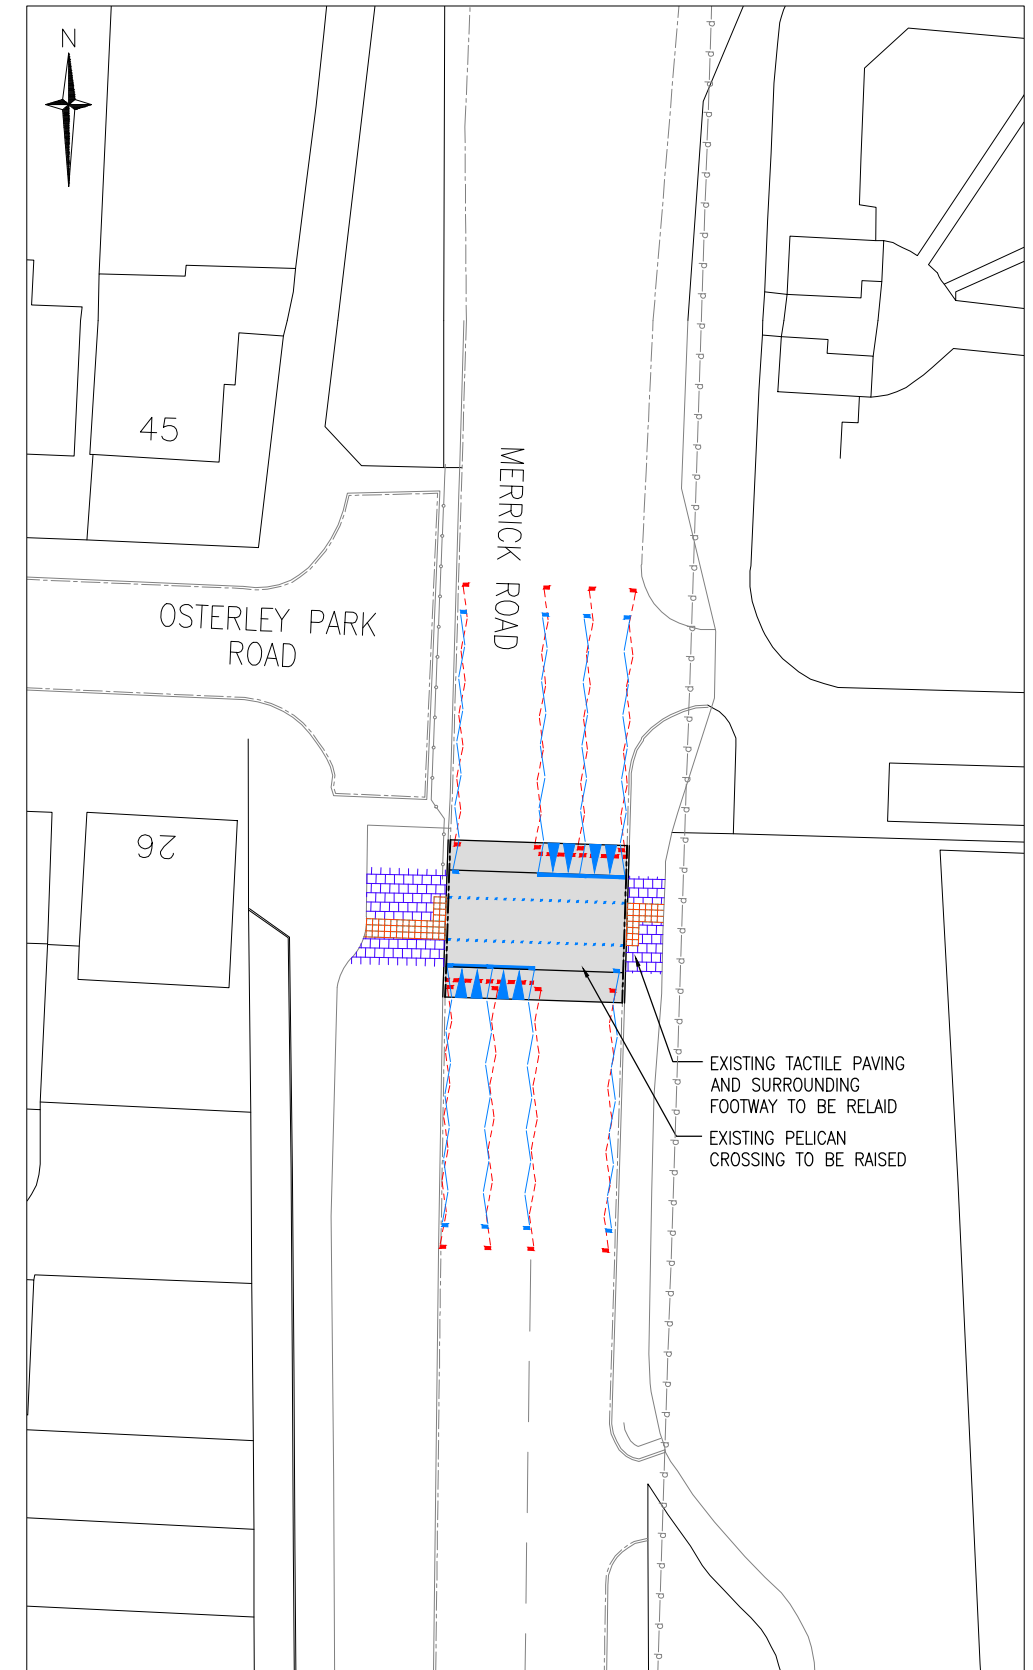 N
45
MERRICK ROAD
OSTERLEY PARK
ROAD
26
EXISTING TACTILE PAVING
AND SURROUNDING
FOOTWAY TO BE RELAID
EXISTING PELICAN
CROSSING TO BE RAISED